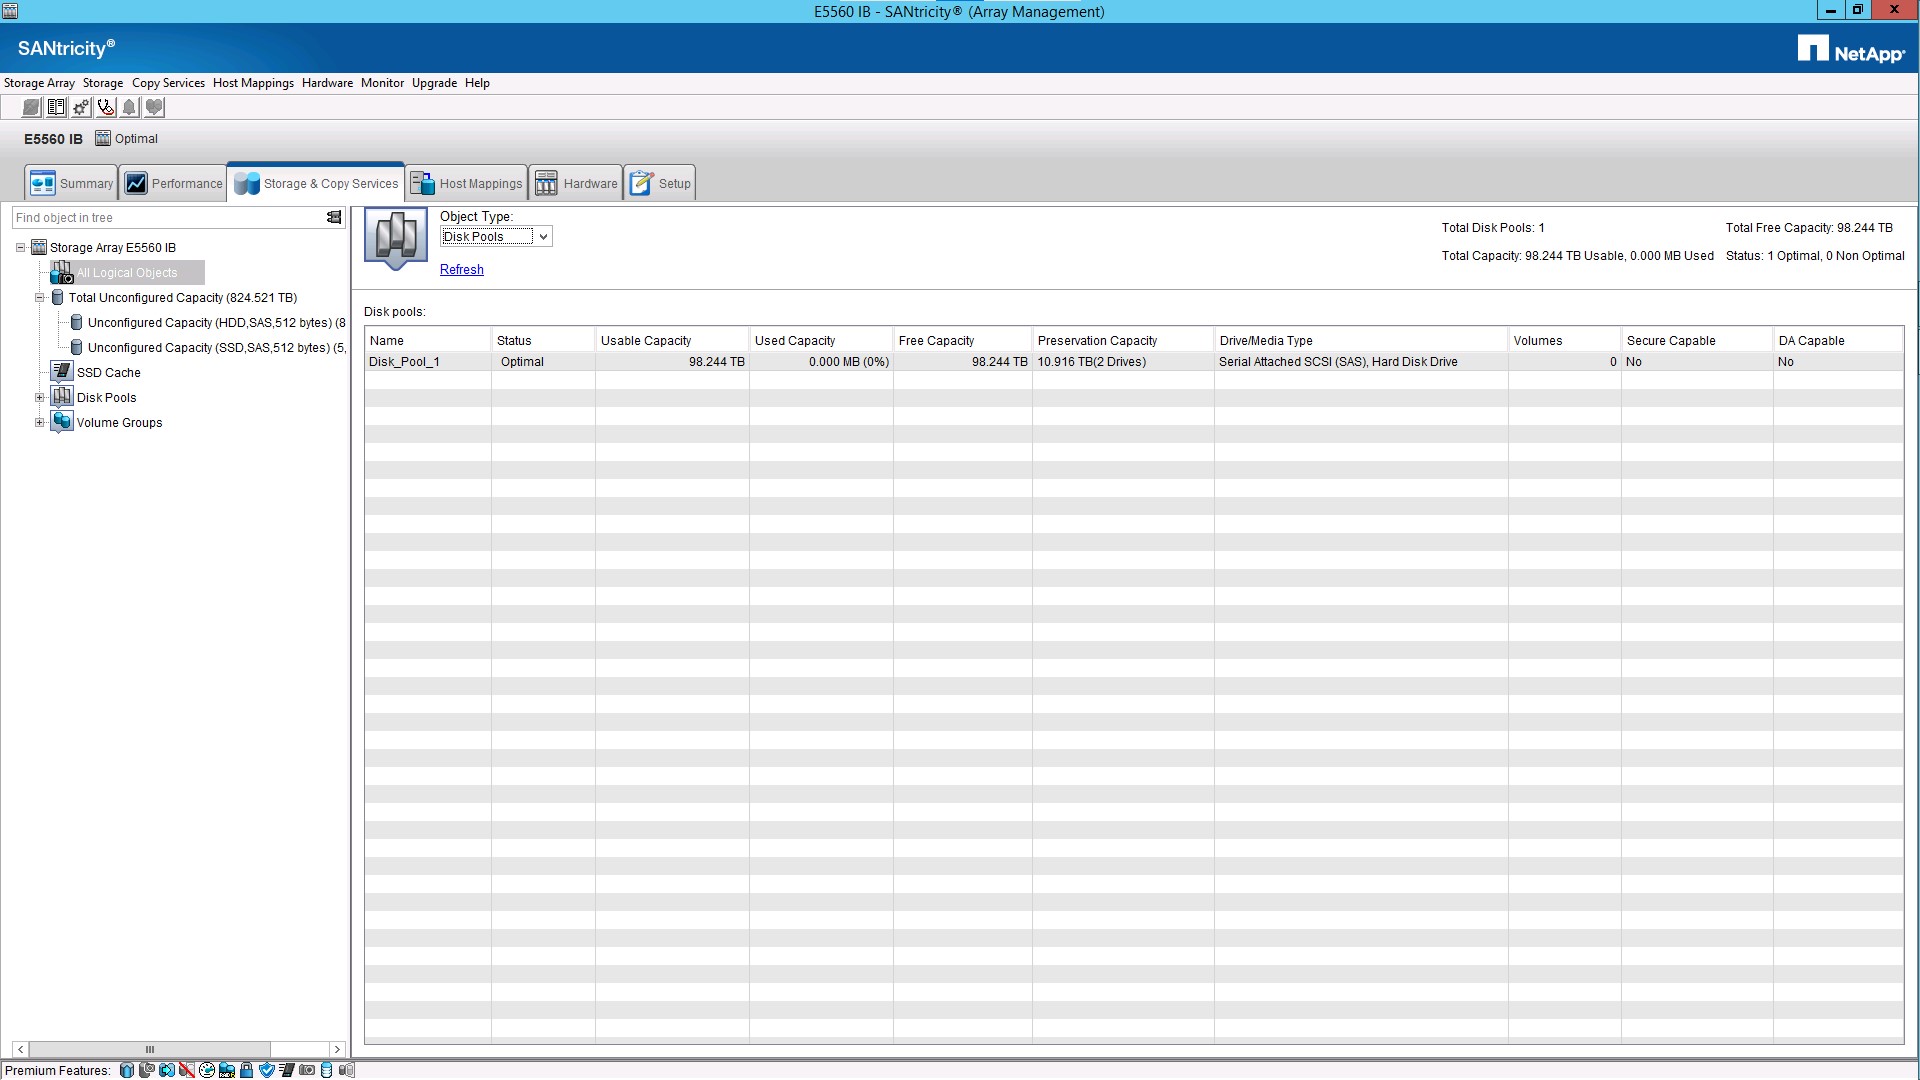 E5560 IB - SANtricity® (Array Management)
SANtricity®
NetApp®
Storage Array Storage Copy Services Host Mappings Hardware Monitor Upgrade Help
E5560 IB Optimal
Summary Performance Storage & Copy Services Host Mappings Hardware Setup
Find object in tree
Storage Array E5560 IB
All Logical Objects
Total Unconfigured Capacity (824.521 TB)
Unconfigured Capacity (HDD,SAS,512 bytes) (8
Unconfigured Capacity (SSD,SAS,512 bytes) (5,
SSD Cache
Disk Pools
Volume Groups
Object Type:
Disk Pools
Refresh
Total Disk Pools: 1 Total Free Capacity: 98.244 TB
Total Capacity: 98.244 TB Usable, 0.000 MB Used Status: 1 Optimal, 0 Non Optimal
Disk pools:
Name Status Usable Capacity Used Capacity Free Capacity Preservation Capacity Drive/Media Type Volumes Secure Capable DA Capable
Disk_Pool_1 Optimal 98.244 TB 0.000 MB (0%) 98.244 TB 10.916 TB(2 Drives) Serial Attached SCSI (SAS), Hard Disk Drive 0 No No
Premium Features: